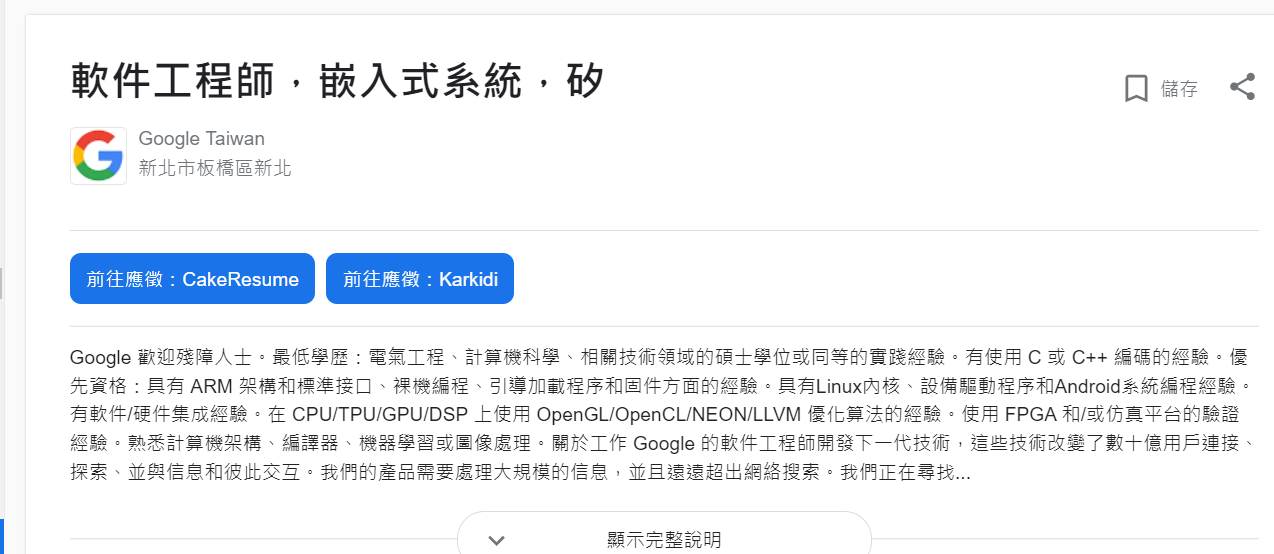 軟件工程師，嵌入式系統，矽
儲存
Google Taiwan
新北市板橋區新北
前往應徵：CakeResume
前往應徵：Karkidi
Google 歡迎殘障人士。最低學歷：電氣工程、計算機科學、相關技術領域的碩士學位或同等的實踐經驗。有使用 C 或 C++ 編碼的經驗。優
先資格：具有 ARM 架構和標準接口、裸機編程、引導加載程序和固件方面的經驗。具有Linux內核、設備驅動程序和Android系統編程經驗。
有軟件/硬件集成經驗。在 CPU/TPU/GPU/DSP 上使用 OpenGL/OpenCL/NEON/LLVM 優化算法的經驗。使用 FPGA 和/或仿真平台的驗證
經驗。熟悉計算機架構、編譯器、機器學習或圖像處理。關於工作 Google 的軟件工程師開發下一代技術，這些技術改變了數十億用戶連接、
探索、並與信息和彼此交互。我們的產品需要處理大規模的信息，並且遠遠超出網絡搜索。我們正在尋找...
顯示完整說明